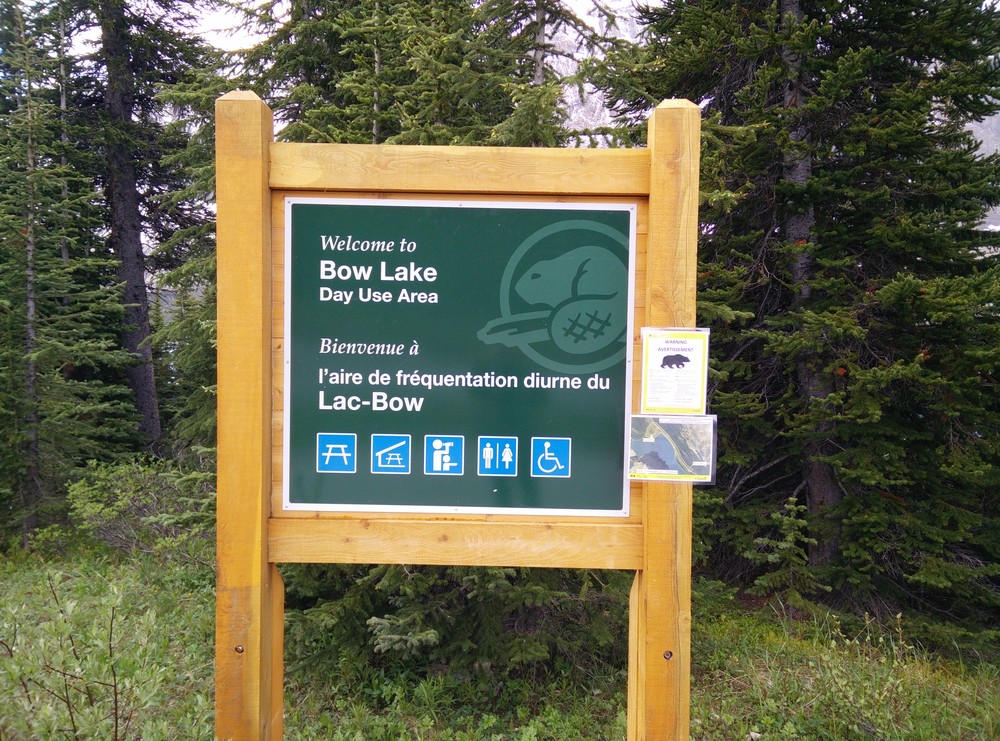 Welcome to
Bow Lake
Day Use Area
Bienvenue à
l'aire de fréquentation diurne du
Lac-Bow
WARNING
AVERTISSEMENT